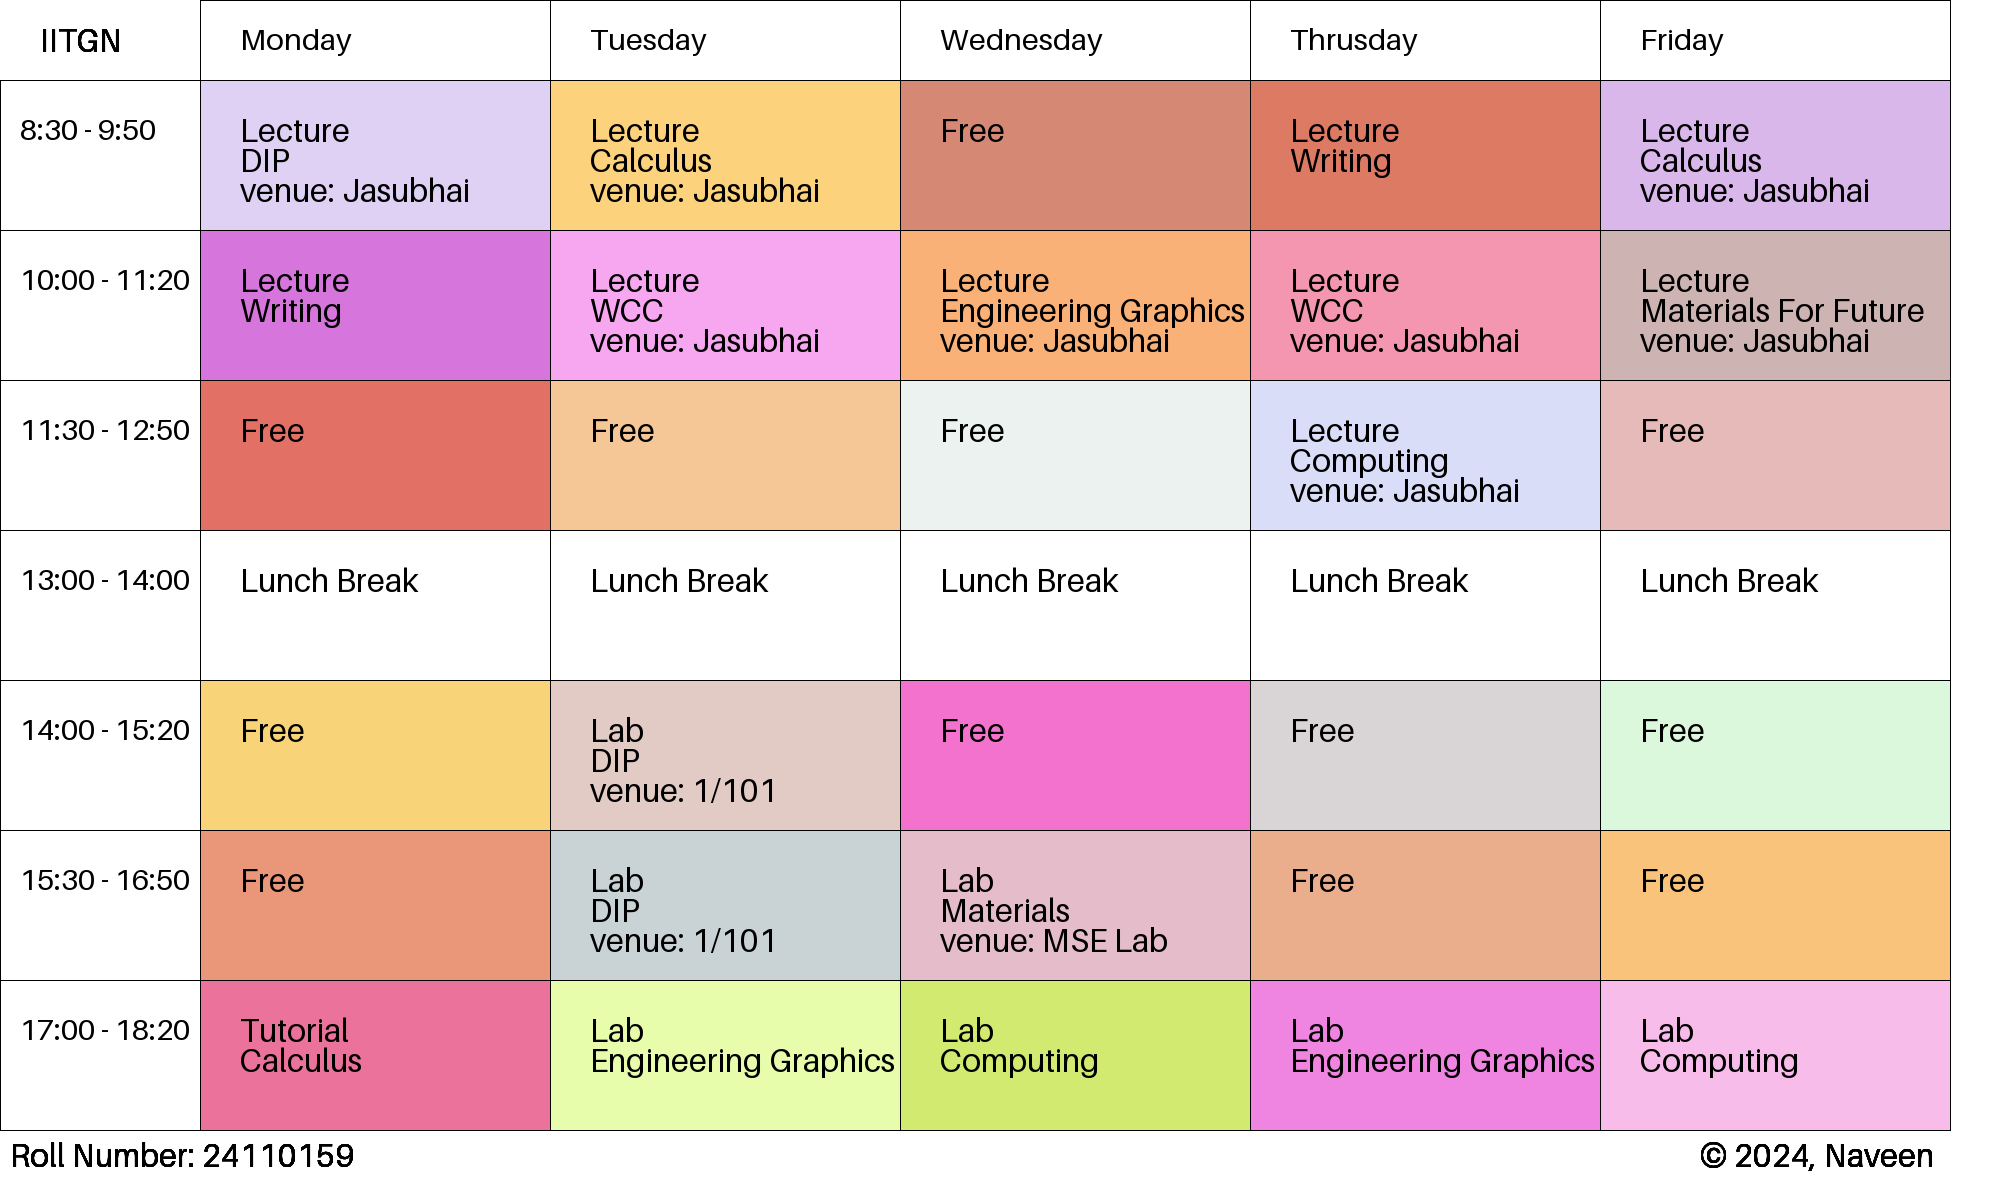 IITGN
Monday
Tuesday
Wednesday
Thrusday
Friday
8:30 - 9:50
Lecture
DIP
venue: Jasubhai
Lecture
Calculus
venue: Jasubhai
Free
Lecture
Writing
Lecture
Calculus
venue: Jasubhai
10:00 - 11:20
Lecture
Writing
Lecture
WCC
venue: Jasubhai
Lecture
Engineering Graphics
venue: Jasubhai
Lecture
WCC
venue: Jasubhai
Lecture
Materials For Future
venue: Jasubhai
11:30 - 12:50
Free
Free
Free
Lecture
Computing
venue: Jasubhai
Free
13:00 - 14:00
Lunch Break
Lunch Break
Lunch Break
Lunch Break
Lunch Break
14:00 - 15:20
Free
Lab
DIP
venue: 1/101
Free
Free
Free
15:30 - 16:50
Free
Lab
DIP
venue: 1/101
Lab
Materials
venue: MSE Lab
Free
Free
17:00 - 18:20
Tutorial
Calculus
Lab
Engineering Graphics
Lab
Computing
Lab
Engineering Graphics
Lab
Computing
Roll Number: 24110159
© 2024, Naveen